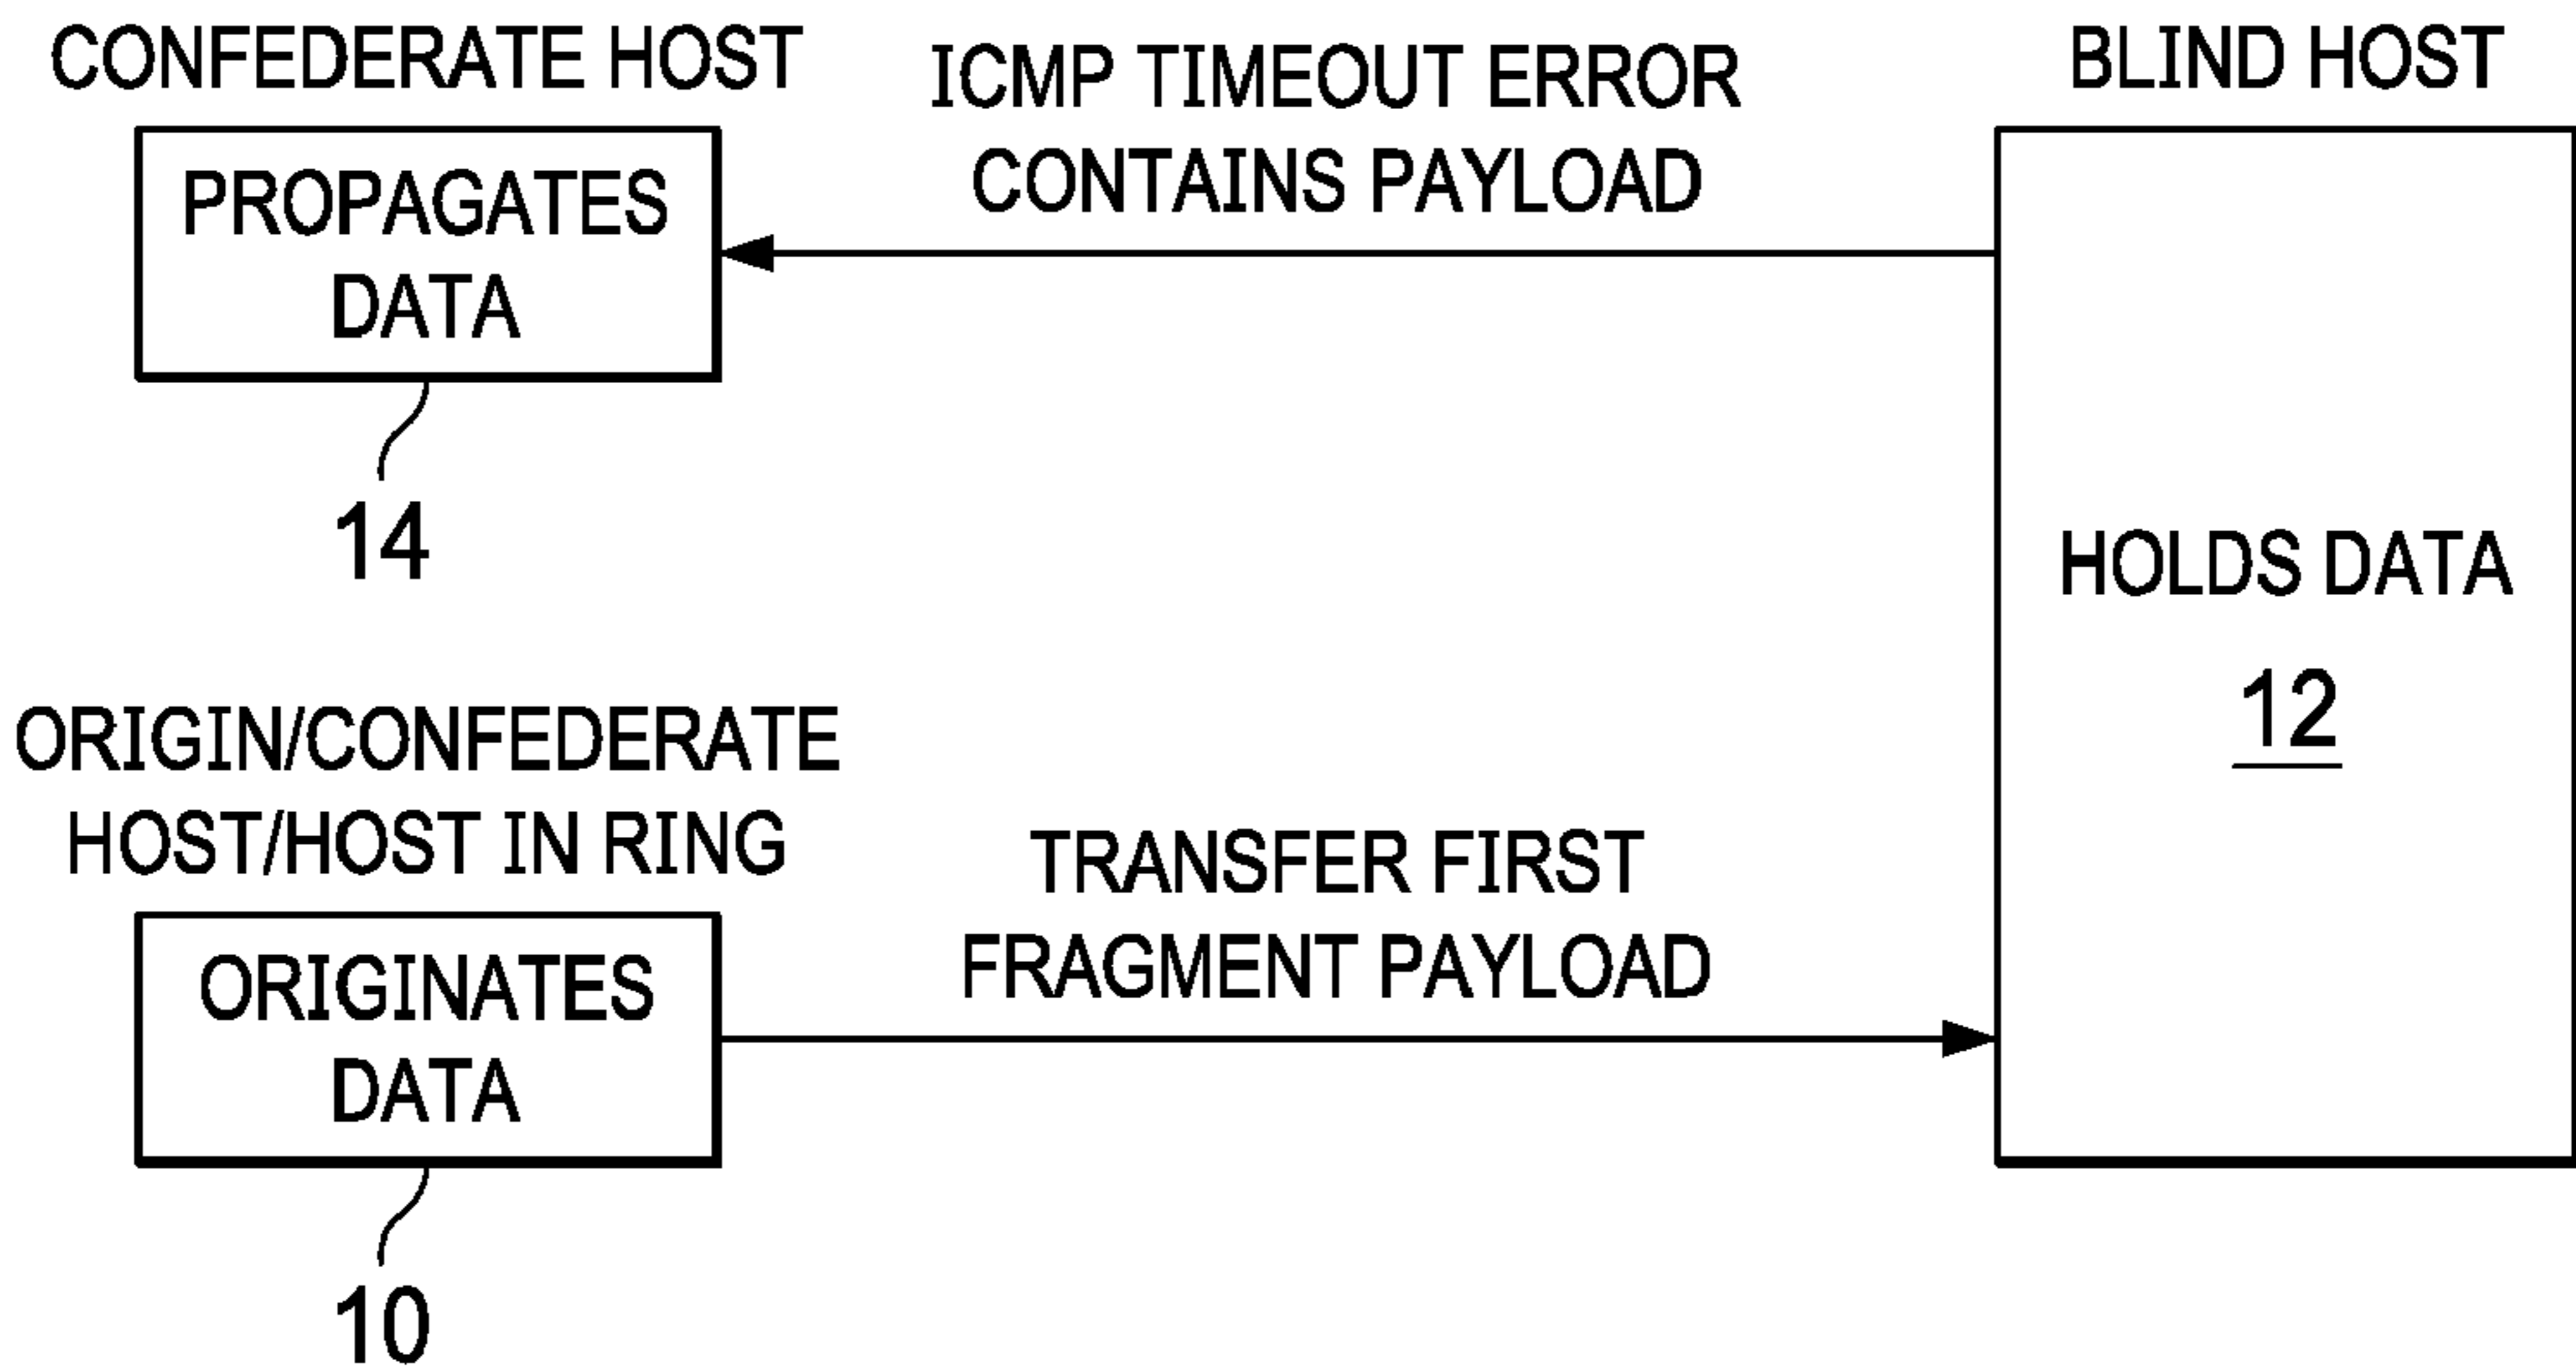 CONFEDERATE HOST
PROPAGATES
DATA
14
ICMP TIMEOUT ERROR
CONTAINS PAYLOAD
BLIND HOST
HOLDS DATA
12
ORIGIN/CONFEDERATE
HOST/HOST IN RING
ORIGINATES
DATA
10
TRANSFER FIRST
FRAGMENT PAYLOAD